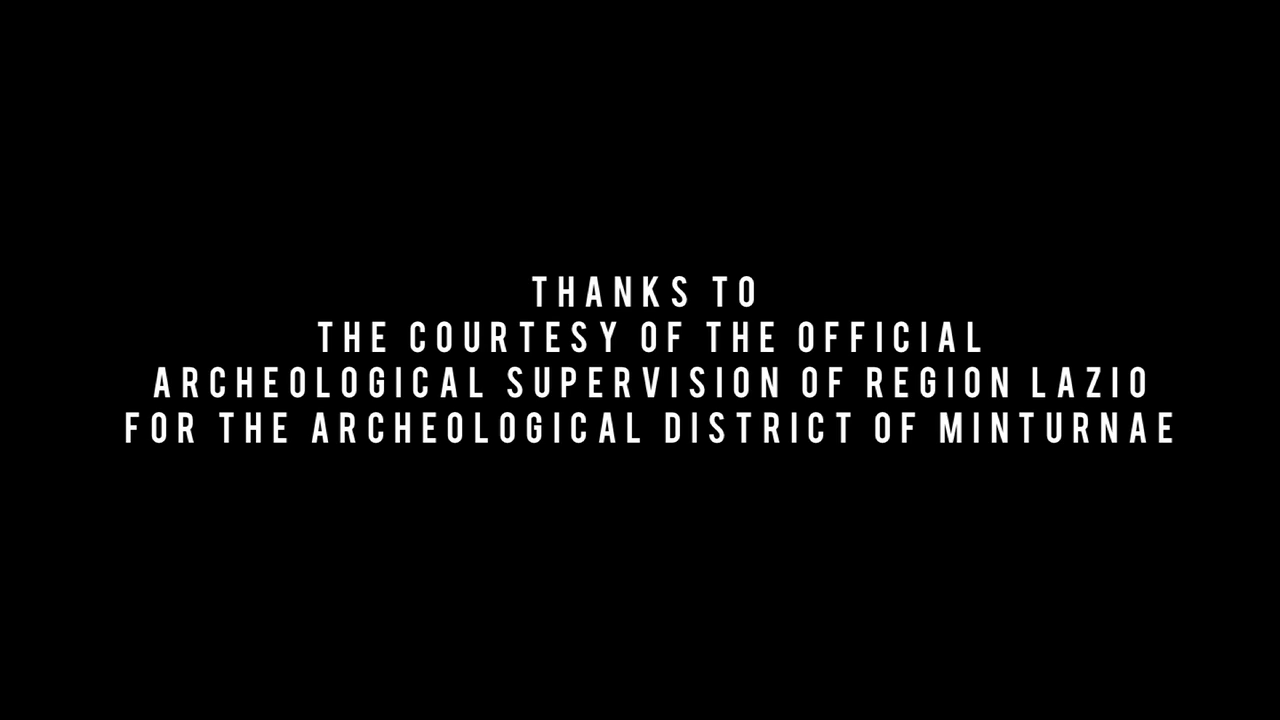 THANKS TO
THE COURTESY OF THE OFFICIAL
ARCHEOLOGICAL SUPERVISION OF REGION LAZIO
FOR THE ARCHEOLOGICAL DISTRICT OF MINTURNAE